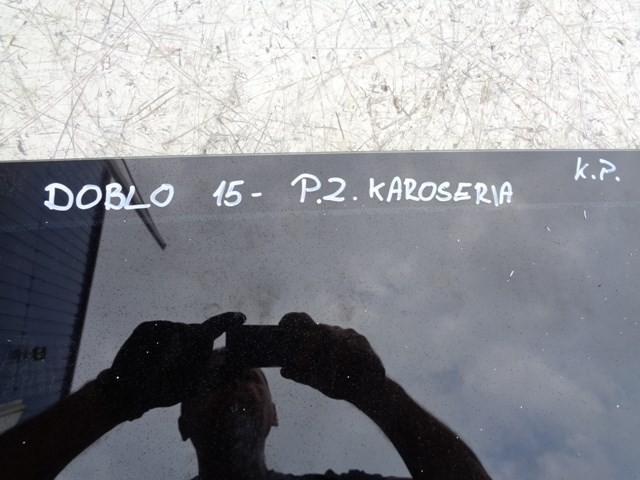 DOBLO 15- P.Z. KAROSERIA K.P.